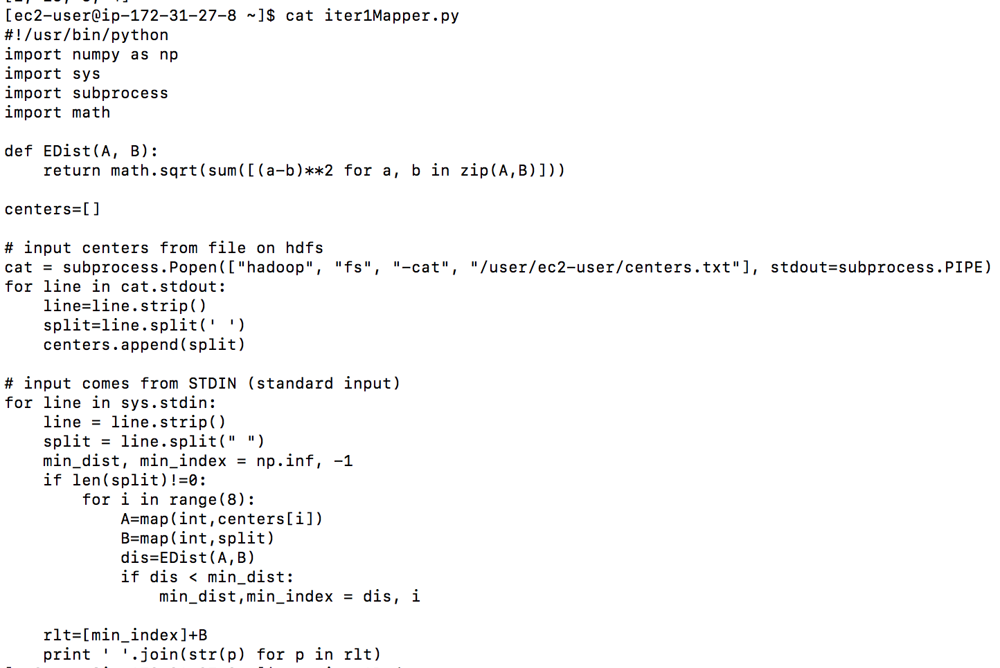 [ec2-user@ip-172-31-27-8 ~]$ cat iter1Mapper.py
#!/usr/bin/python
import numpy as np
import sys
import subprocess
import math

def EDist(A, B):
    return math.sqrt(sum([(a-b)**2 for a, b in zip(A,B)]))

centers=[]

# input centers from file on hdfs
cat = subprocess.Popen(["hadoop", "fs", "-cat", "/user/ec2-user/centers.txt"], stdout=subprocess.PIPE)
for line in cat.stdout:
    line=line.strip()
    split=line.split(' ')
    centers.append(split)

# input comes from STDIN (standard input)
for line in sys.stdin:
    line = line.strip()
    split = line.split(" ")
    min_dist, min_index = np.inf, -1
    if len(split)!=0:
        for i in range(8):
            A=map(int,centers[i])
            B=map(int,split)
            dis=EDist(A,B)
            if dis < min_dist:
                min_dist,min_index = dis, i

    rlt=[min_index]+B
    print ' '.join(str(p) for p in rlt)